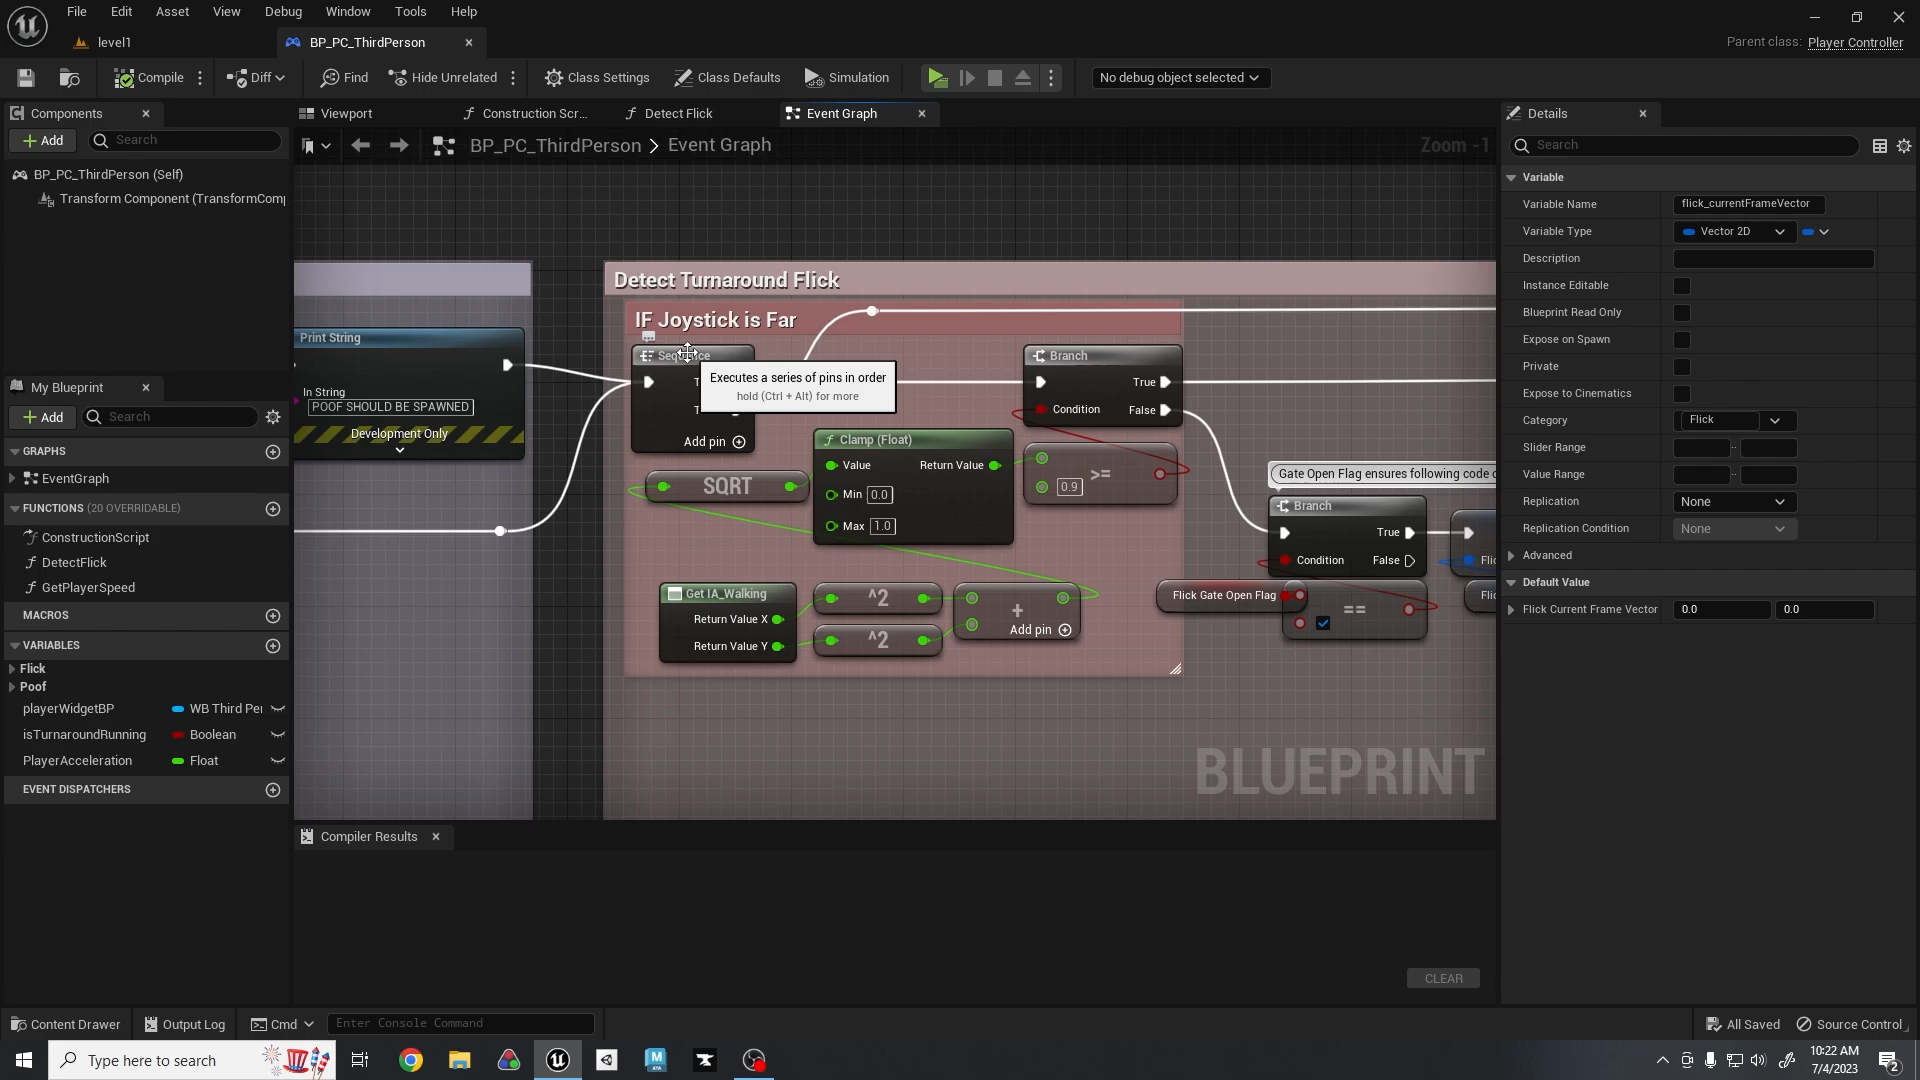 File Edit Asset View Debug Window Tools Help
level1
BP_PC_ThirdPerson
Parent class: Player Controller
Compile
Diff
Find
Hide Unrelated
Class Settings
Class Defaults
Simulation
No debug object selected
Components
Add
Search
BP_PC_ThirdPerson (Self)
Transform Component (TransformComp
My Blueprint
Add
Search
GRAPHS
EventGraph
FUNCTIONS (20 OVERRIDABLE)
ConstructionScript
DetectFlick
GetPlayerSpeed
MACROS
VARIABLES
Flick
Poof
playerWidgetBP WB Third Per
isTurnaroundRunning Boolean
PlayerAcceleration Float
EVENT DISPATCHERS
Viewport
Construction Scr...
Detect Flick
Event Graph
BP_PC_ThirdPerson > Event Graph
Zoom -1
Print String
In String
POOF SHOULD BE SPAWNED
Development Only
Detect Turnaround Flick
IF Joystick is Far
Add pin
Executes a series of pins in order
hold (Ctrl + Alt) for more
Branch
True
Condition False
Clamp (Float)
Value Return Value
Min 0.0
Max 1.0
SQRT
0.9 >=
Get IA_Walking
Return Value X
Return Value Y
^2
^2
+
Add pin
Gate Open Flag ensures following code
Branch
True
Condition False
Flick Gate Open Flag
==
BLUEPRINT
Compiler Results
CLEAR
Details
Search
Variable
Variable Name flick_currentFrameVector
Variable Type Vector 2D
Description
Instance Editable
Blueprint Read Only
Expose on Spawn
Private
Expose to Cinematics
Category Flick
Slider Range
Value Range
Replication None
Replication Condition None
Advanced
Default Value
Flick Current Frame Vector 0.0 0.0
Content Drawer
Output Log
Cmd
Enter Console Command
All Saved
Source Control
Type here to search
10:22 AM
7/4/2023
2